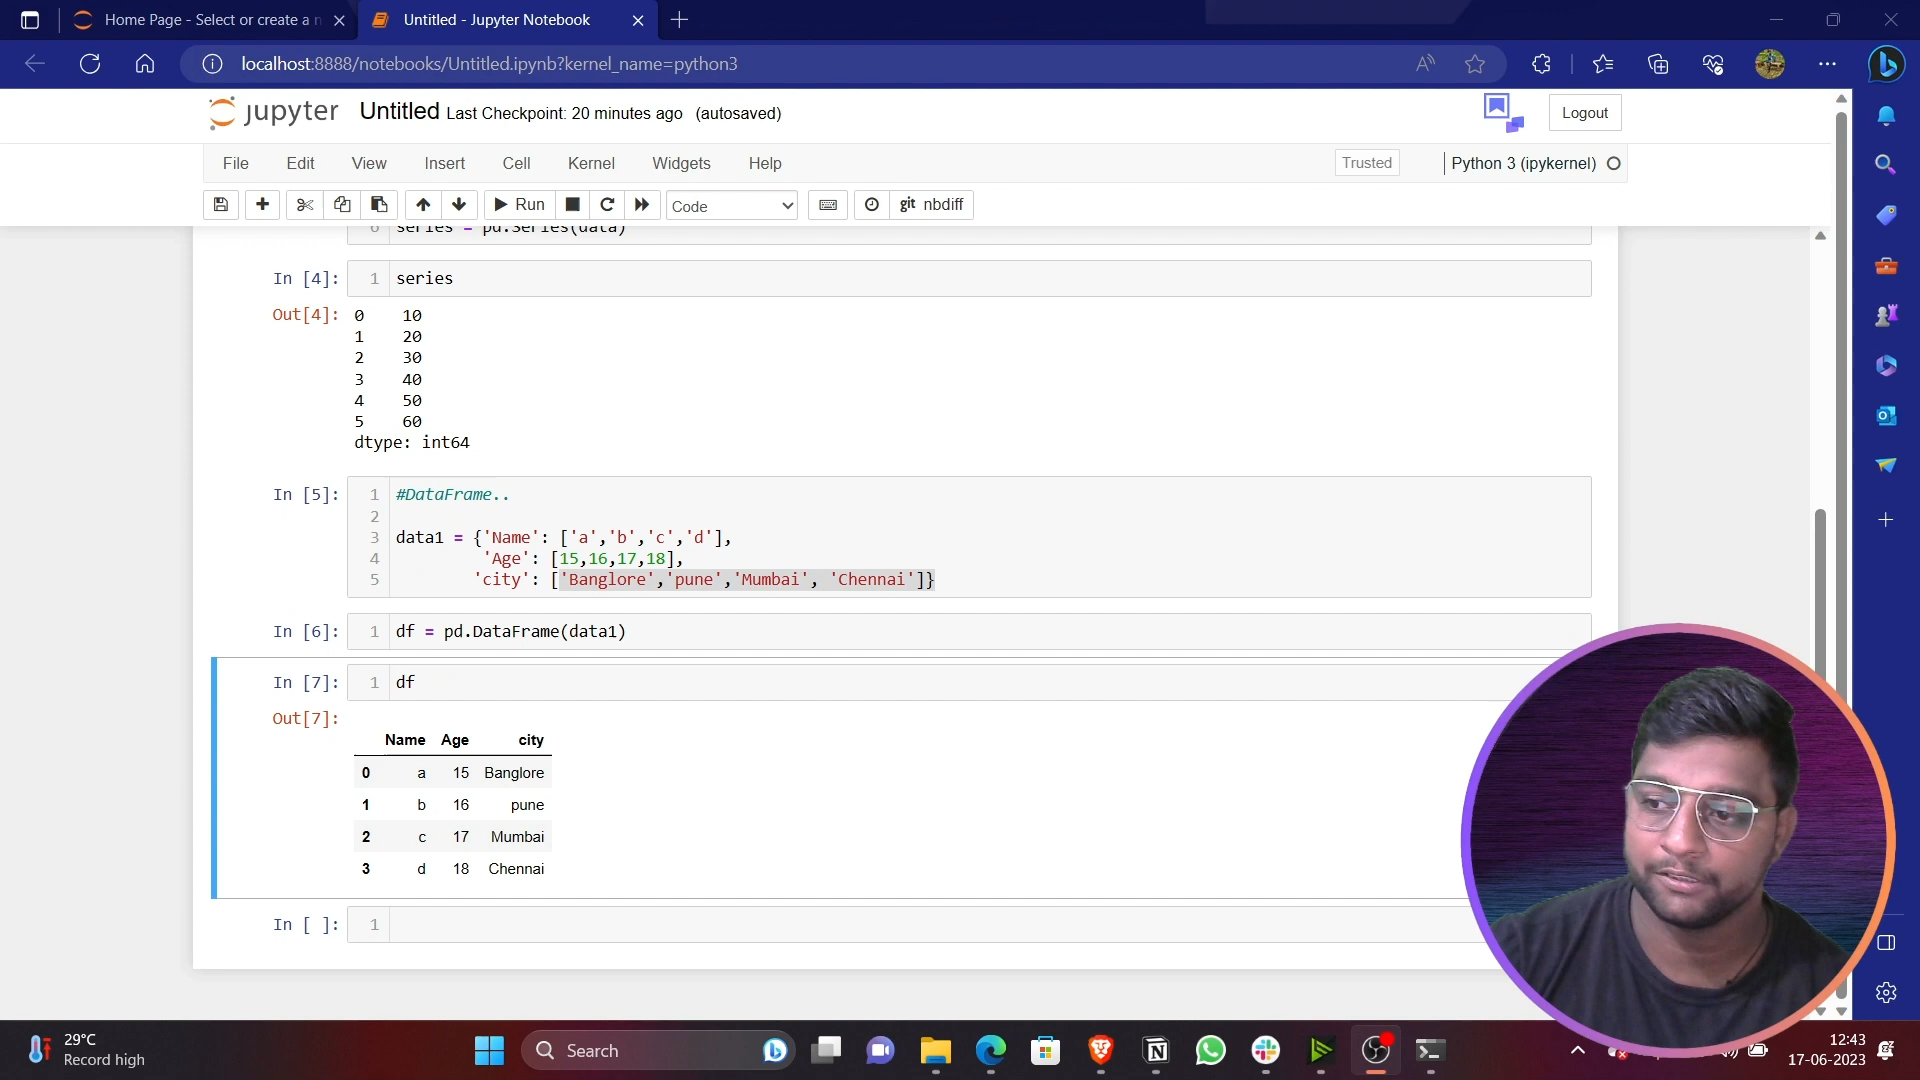 Home Page - Select or create a n
Untitled - Jupyter Notebook
localhost:8888/notebooks/Untitled.ipynb?kernel_name=python3
jupyter Untitled Last Checkpoint: 20 minutes ago (autosaved)
Logout
File Edit View Insert Cell Kernel Widgets Help
Trusted
Python 3 (ipykernel)
Run
Code
git nbdiff
6 series = pd.Series(data)
In [4]: 1 series
Out[4]: 0 10
1 20
2 30
3 40
4 50
5 60
dtype: int64
In [5]: 1 #DataFrame..
2
3 data1 = {'Name': ['a','b','c','d'],
4 'Age': [15,16,17,18],
5 'city': ['Banglore','pune','Mumbai', 'Chennai']}
In [6]: 1 df = pd.DataFrame(data1)
In [7]: 1 df
Out[7]:
Name Age city
0 a 15 Banglore
1 b 16 pune
2 c 17 Mumbai
3 d 18 Chennai
In [ ]: 1
29°C
Record high
Search
12:43
17-06-2023